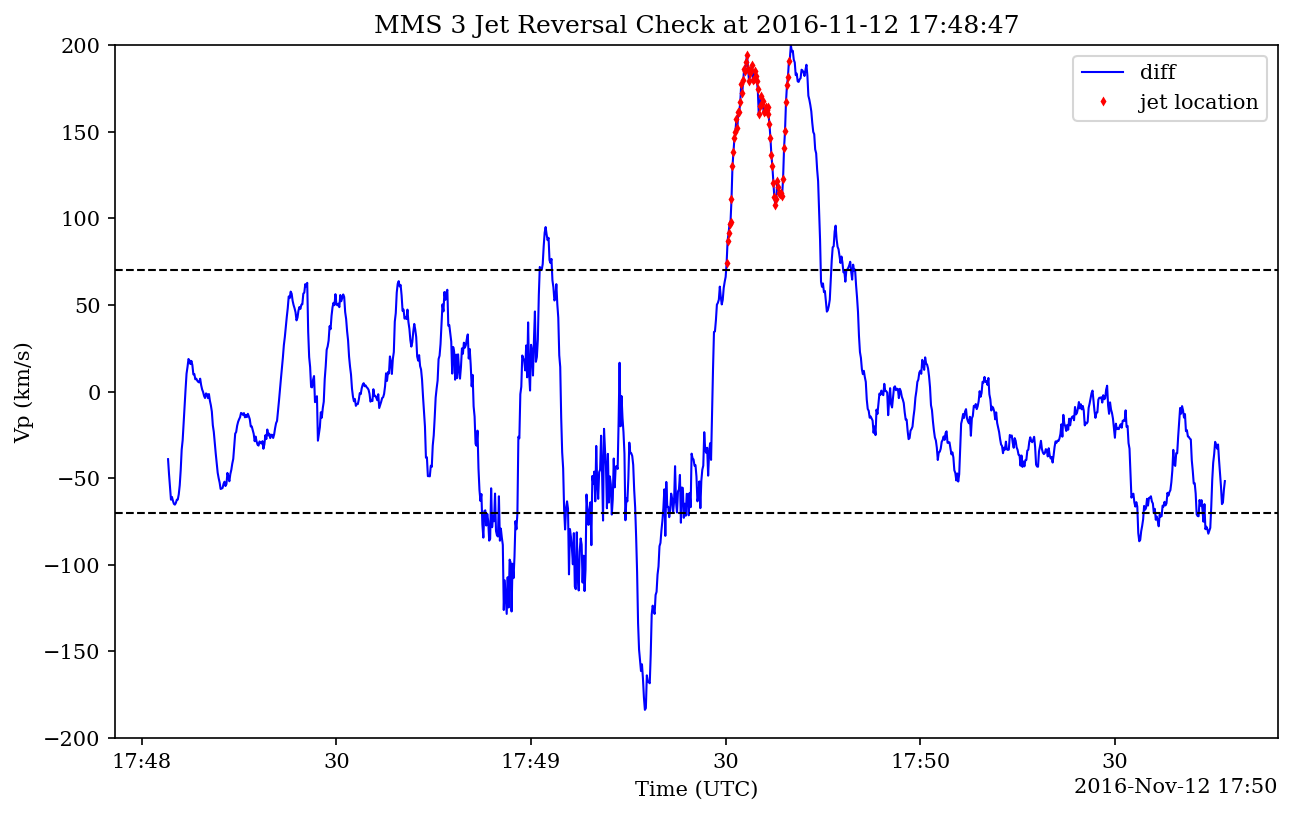 MMS 3 Jet Reversal Check at 2016-11-12 17:48:47
diff
jet location
200
150
100
50
0
−50
−100
−150
−200
Vp (km/s)
17:48
30
17:49
30
17:50
30
Time (UTC)
2016-Nov-12 17:50